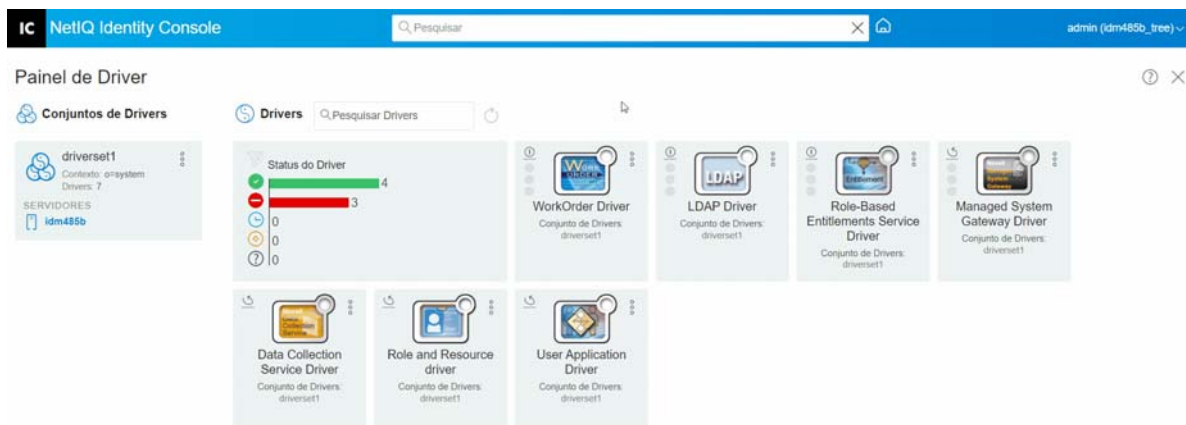 IC NetIQ Identity Console
Pesquisar
admin (idm485b_tree)
Painel de Driver
Conjuntos de Drivers
Drivers
Pesquisar Drivers
driverset1
Contexto: o=system
Drivers: 7
SERVIDORES
idm485b
Status do Driver
4
3
0
0
0
WORK ORDER
WorkOrder Driver
Conjunto de Drivers:
driverset1
LDAP
LDAP Driver
Conjunto de Drivers:
driverset1
Entitlement
Role-Based
Entitlements Service
Driver
Conjunto de Drivers:
driverset1
Managed System
Gateway Driver
Conjunto de Drivers:
driverset1
Data Collection
Service Driver
Conjunto de Drivers:
driverset1
Role and Resource
driver
Conjunto de Drivers:
driverset1
User Application
Driver
Conjunto de Drivers:
driverset1